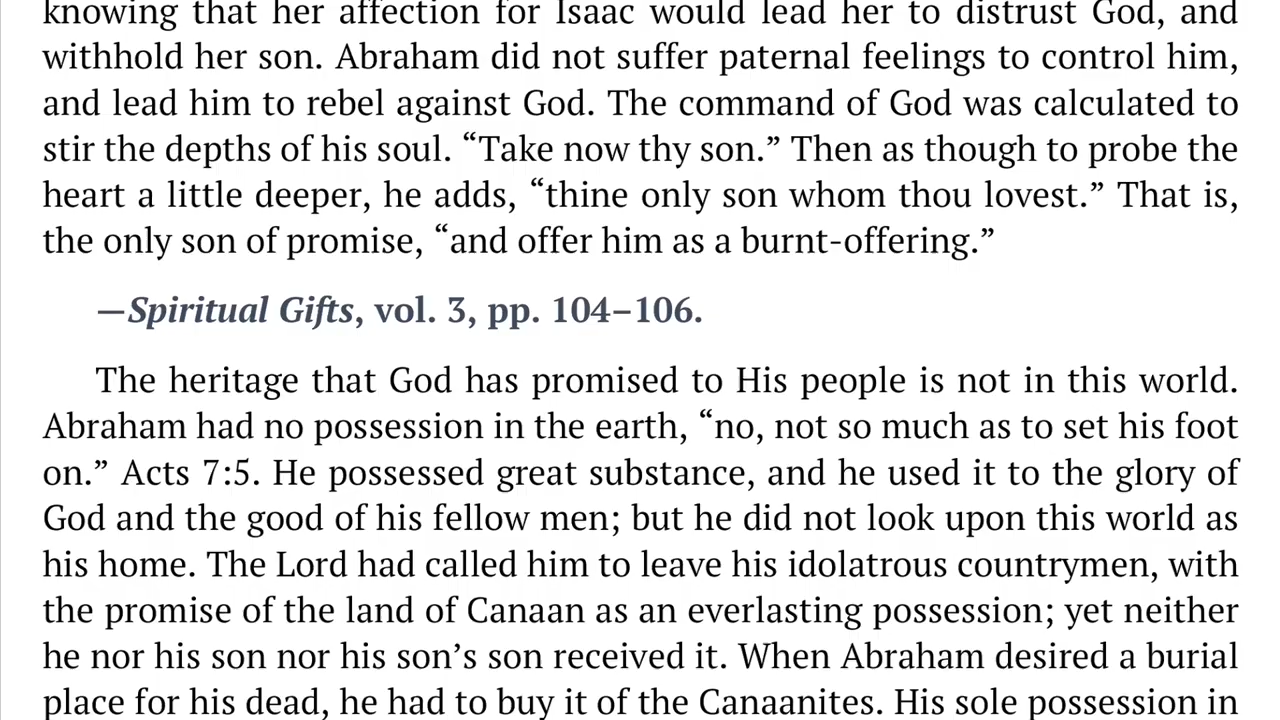 knowing that her affection for Isaac would lead her to distrust God, and
withhold her son. Abraham did not suffer paternal feelings to control him,
and lead him to rebel against God. The command of God was calculated to
stir the depths of his soul. “Take now thy son.” Then as though to probe the
heart a little deeper, he adds, “thine only son whom thou lovest.” That is,
the only son of promise, “and offer him as a burnt-offering.”
—Spiritual Gifts, vol. 3, pp. 104–106.
The heritage that God has promised to His people is not in this world.
Abraham had no possession in the earth, “no, not so much as to set his foot
on.” Acts 7:5. He possessed great substance, and he used it to the glory of
God and the good of his fellow men; but he did not look upon this world as
his home. The Lord had called him to leave his idolatrous countrymen, with
the promise of the land of Canaan as an everlasting possession; yet neither
he nor his son nor his son’s son received it. When Abraham desired a burial
place for his dead, he had to buy it of the Canaanites. His sole possession in